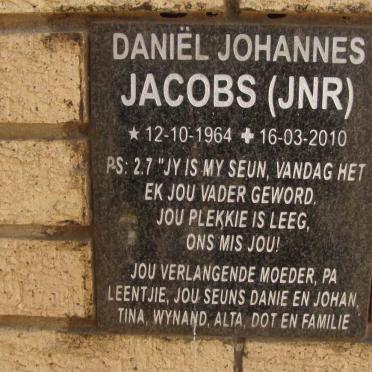 DANIËL JOHANNES
JACOBS (JNR)
★ 12-10-1964 ✚ 16-03-2010
PS: 2.7 "JY IS MY SEUN, VANDAG HET
EK JOU VADER GEWORD.
JOU PLEKKIE IS LEEG,
ONS MIS JOU!
JOU VERLANGENDE MOEDER, PA
LEENTJIE, JOU SEUNS DANIE EN JOHAN,
TINA, WYNAND, ALTA, DOT EN FAMILIE